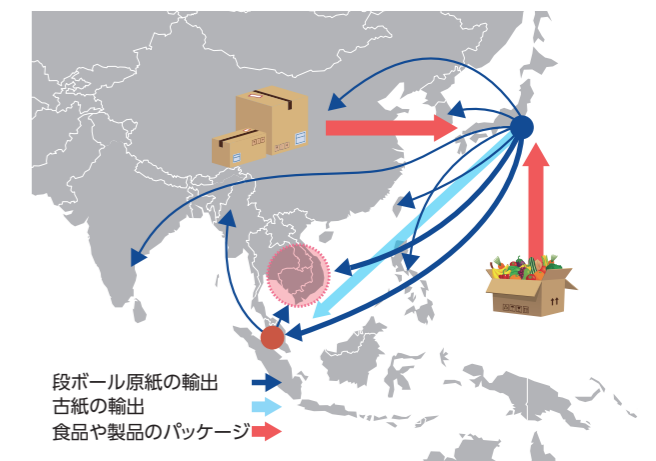 段ボール原紙の輸出
古紙の輸出
食品や製品のパッケージ